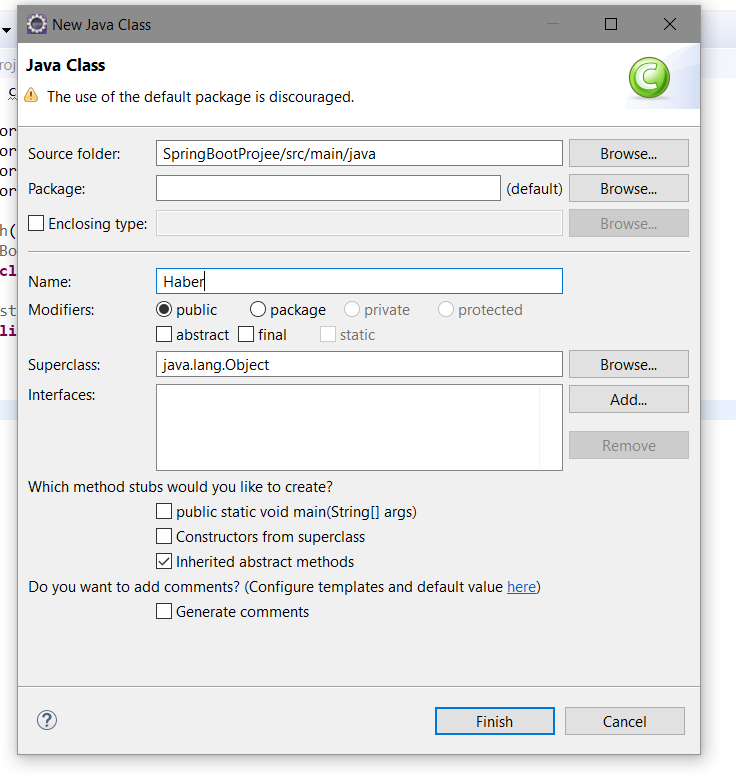 New Java Class
Java Class
The use of the default package is discouraged.
Source folder: SpringBootProjee/src/main/java Browse...
Package: (default) Browse...
Enclosing type: Browse...
Name: Haber
Modifiers: public package private protected
abstract final static
Superclass: java.lang.Object Browse...
Interfaces: Add...
Remove
Which method stubs would you like to create?
public static void main(String[] args)
Constructors from superclass
Inherited abstract methods
Do you want to add comments? (Configure templates and default value here)
Generate comments
Finish Cancel